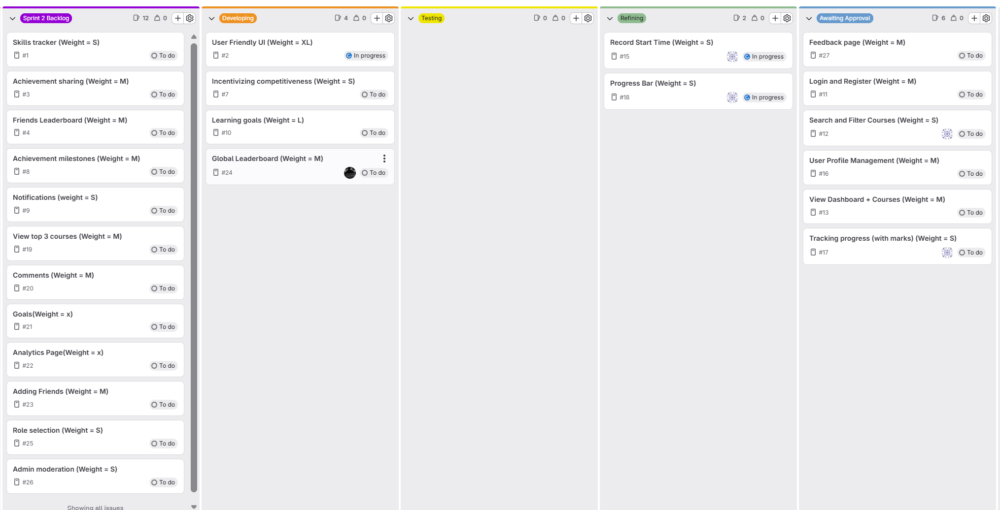 Sprint 2 Backlog
12
0
Skills tracker (Weight = S)
#1
To do
Achievement sharing (Weight = M)
#3
To do
Friends Leaderboard (Weight = M)
#4
To do
Achievement milestones (Weight = M)
#8
To do
Notifications (weight = S)
#9
To do
View top 3 courses (Weight = M)
#19
To do
Comments (Weight = M)
#20
To do
Goals(Weight = x)
#21
To do
Analytics Page(Weight = x)
#22
To do
Adding Friends (Weight = M)
#23
To do
Role selection (Weight = S)
#25
To do
Admin moderation (Weight = S)
#26
To do
Showing all issues
Developing
4
0
User Friendly UI (Weight = XL)
#2
In progress
Incentivizing competitiveness (Weight = S)
#7
To do
Learning goals (Weight = L)
#10
To do
Global Leaderboard (Weight = M)
#24
To do
Testing
0
0
Refining
2
0
Record Start Time (Weight = S)
#15
In progress
Progress Bar (Weight = S)
#18
In progress
Awaiting Approval
6
0
Feedback page (Weight = M)
#27
To do
Login and Register (Weight = M)
#11
To do
Search and Filter Courses (Weight = S)
#12
To do
User Profile Management (Weight = M)
#16
To do
View Dashboard + Courses (Weight = M)
#13
To do
Tracking progress (with marks) (Weight = S)
#17
To do